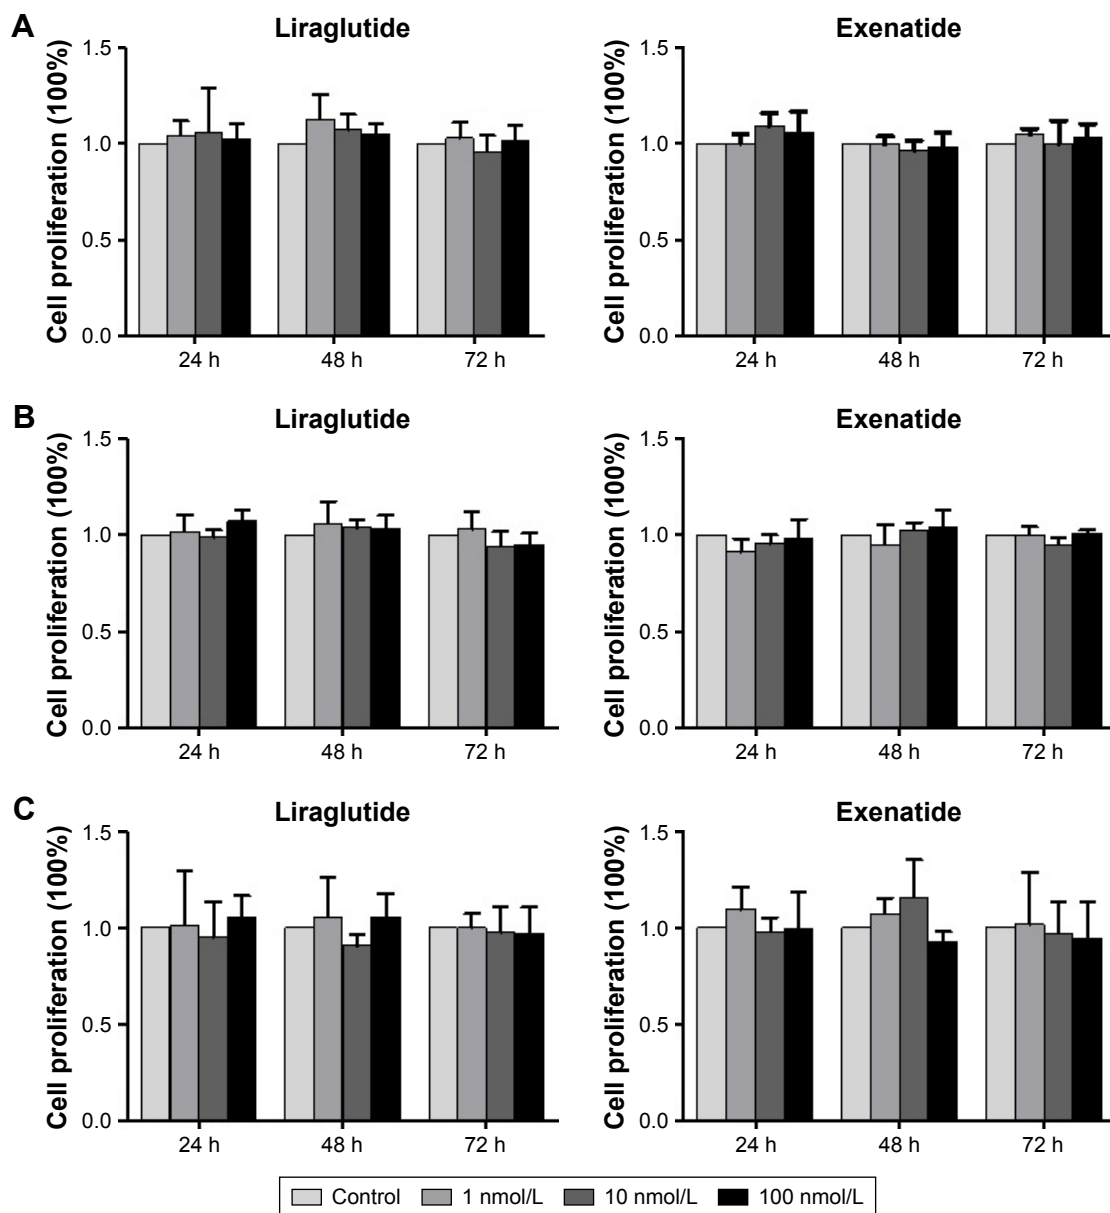 A
Liraglutide
Exenatide
Cell proliferation (100%)
1.5
1.0
0.5
0.0
24 h 48 h 72 h
Cell proliferation (100%)
1.5
1.0
0.5
0.0
24 h 48 h 72 h
B
Liraglutide
Exenatide
Cell proliferation (100%)
1.5
1.0
0.5
0.0
24 h 48 h 72 h
Cell proliferation (100%)
1.5
1.0
0.5
0.0
24 h 48 h 72 h
C
Liraglutide
Exenatide
Cell proliferation (100%)
1.5
1.0
0.5
0.0
24 h 48 h 72 h
Cell proliferation (100%)
1.5
1.0
0.5
0.0
24 h 48 h 72 h
Control 1 nmol/L 10 nmol/L 100 nmol/L